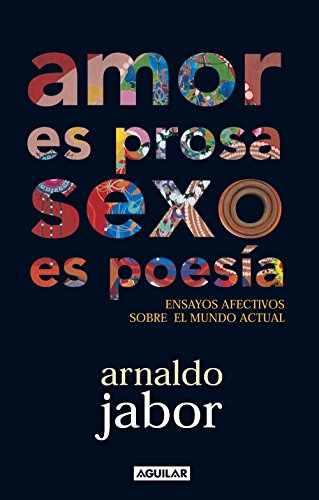 amor
es prosa
sexo
es poesía
ENSAYOS AFECTIVOS
SOBRE EL MUNDO ACTUAL
arnaldo
jabor
AGUILAR